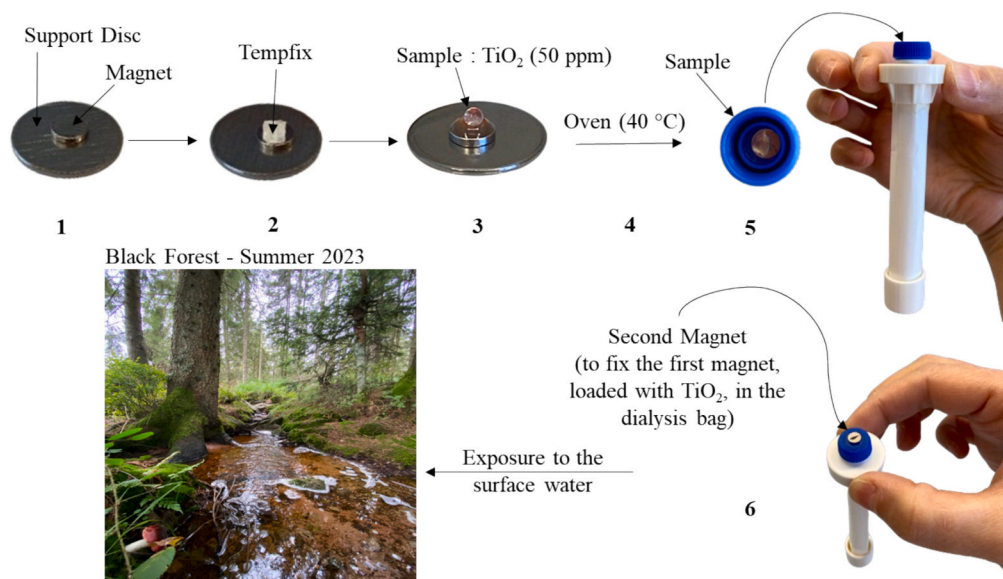 Support Disc
Magnet
Tempfix
Sample : TiO₂ (50 ppm)
Oven (40 °C)
Sample
1
2
3
4
5
Black Forest - Summer 2023
Second Magnet
(to fix the first magnet,
loaded with TiO₂, in the
dialysis bag)
Exposure to the
surface water
6